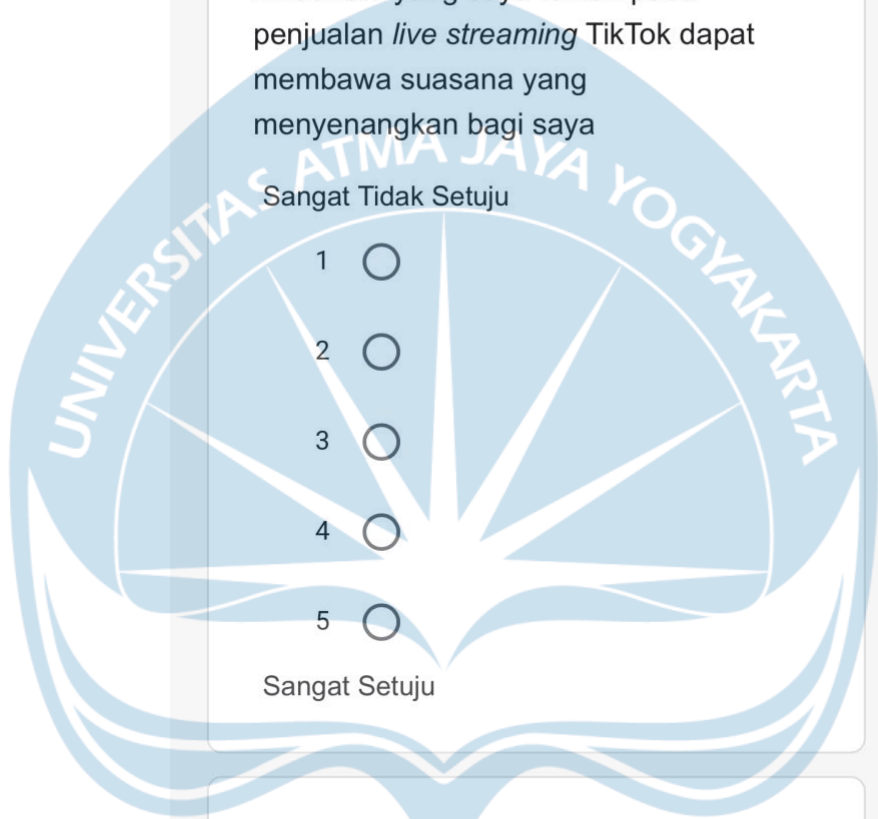 penjualan live streaming TikTok dapat
membawa suasana yang
menyenangkan bagi saya
UNIVERSITAS ATMA JAYA YOGYAKARTA
Sangat Tidak Setuju
1
2
3
4
5
Sangat Setuju